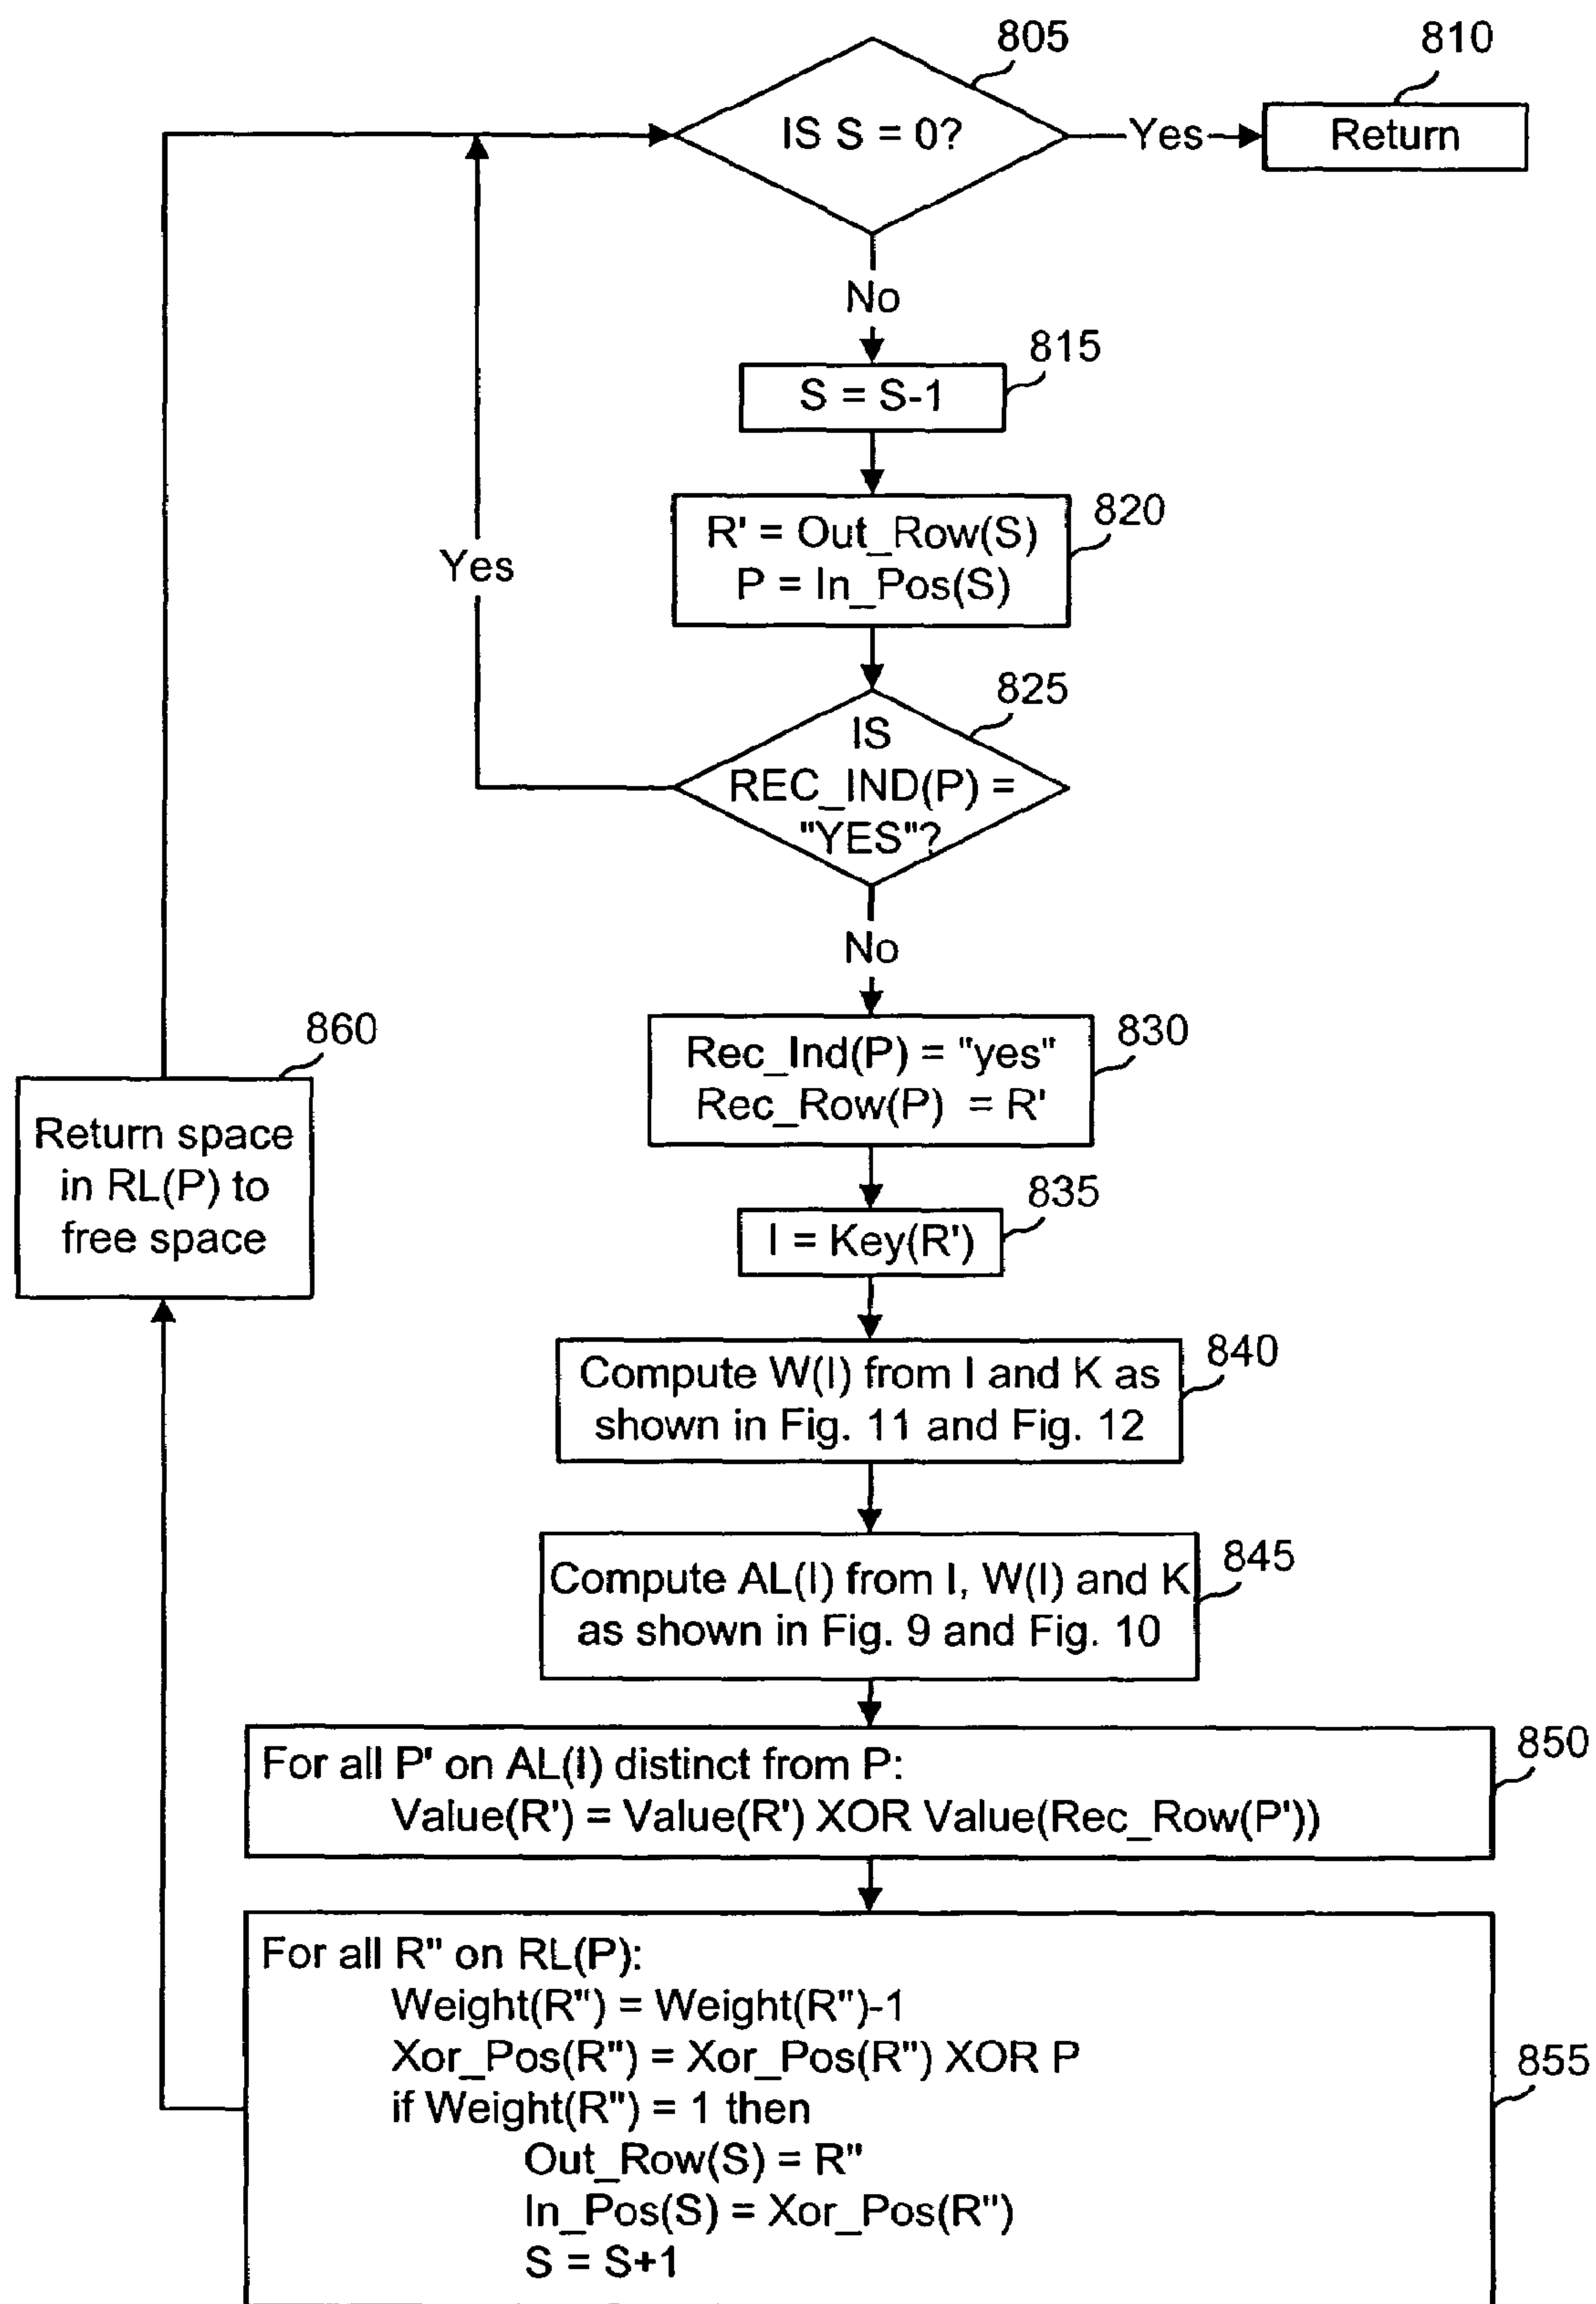 805
810
IS S = 0?
Yes
Return
No
815
S = S-1
820
R' = Out_Row(S)
P = In_Pos(S)
Yes
825
IS
REC_IND(P) =
"YES"?
No
860
Return space
in RL(P) to
free space
830
Rec_Ind(P) = "yes"
Rec_Row(P) = R'
835
I = Key(R')
840
Compute W(I) from I and K as
shown in Fig. 11 and Fig. 12
845
Compute AL(I) from I, W(I) and K
as shown in Fig. 9 and Fig. 10
850
For all P' on AL(I) distinct from P:
Value(R') = Value(R') XOR Value(Rec_Row(P'))
855
For all R" on RL(P):
Weight(R") = Weight(R")-1
Xor_Pos(R") = Xor_Pos(R") XOR P
if Weight(R") = 1 then
Out_Row(S) = R"
In_Pos(S) = Xor_Pos(R")
S = S+1